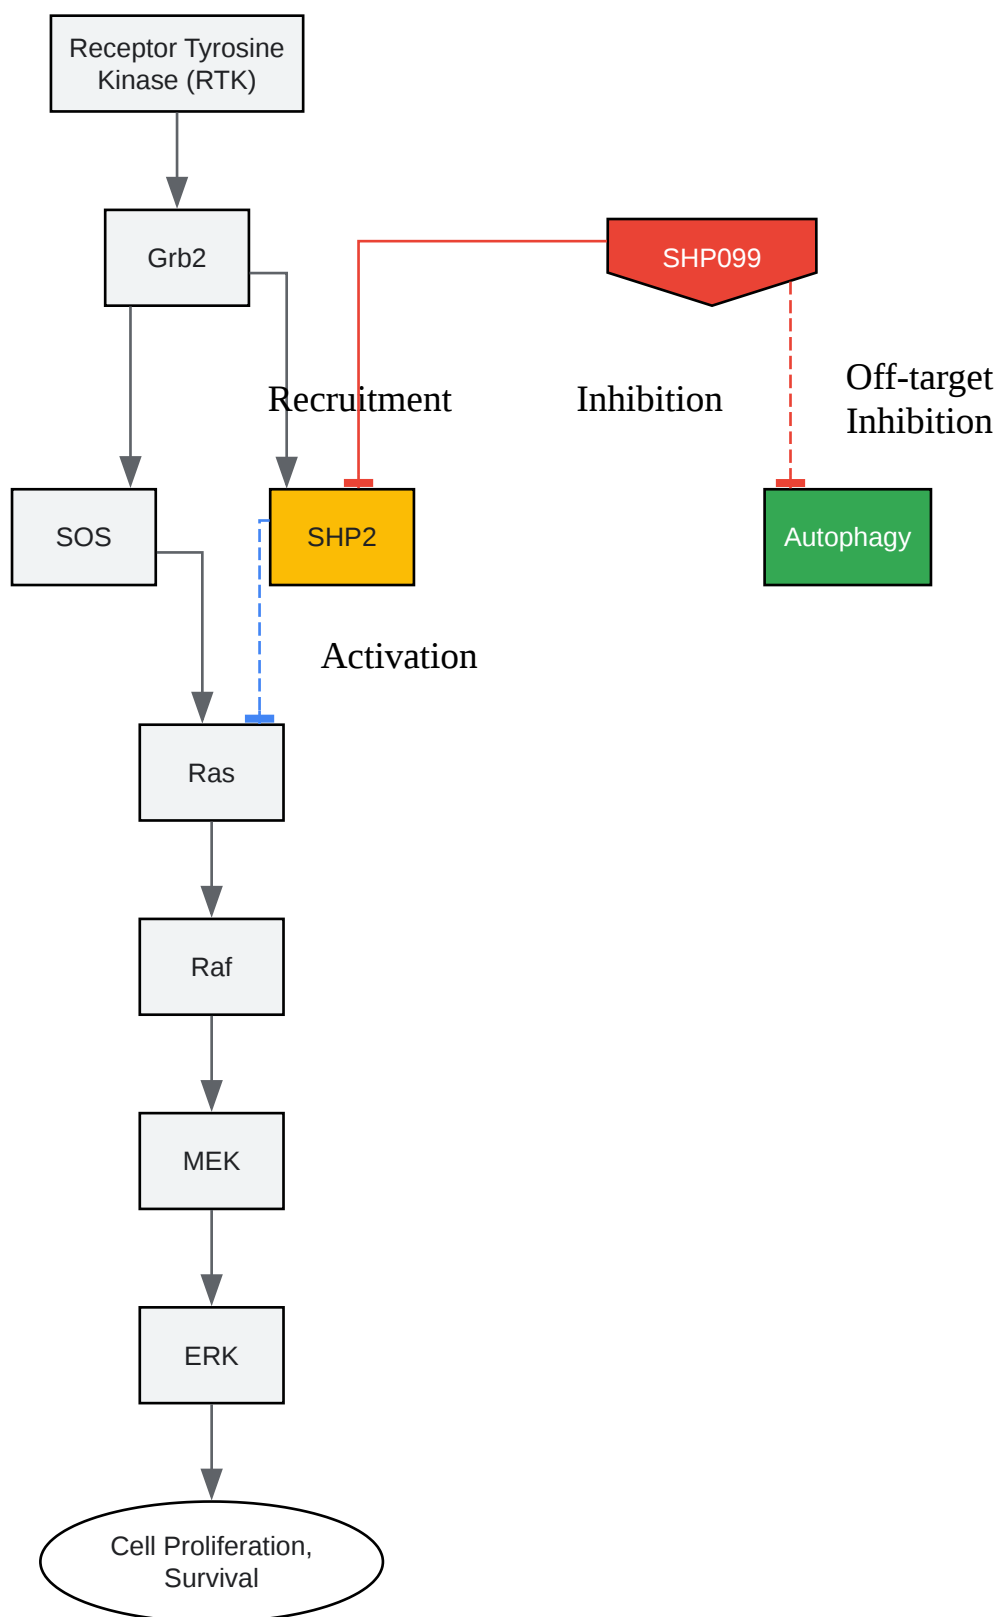 Receptor Tyrosine
Kinase (RTK)
Grb2
SHP099
Recruitment
Inhibition
Off-target
Inhibition
SOS
SHP2
Autophagy
Activation
Ras
Raf
MEK
ERK
Cell Proliferation,
Survival